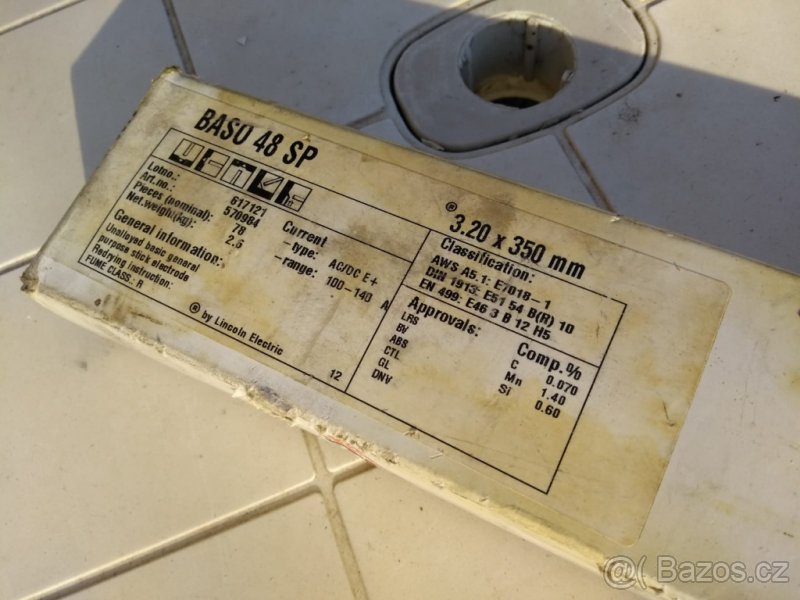 BASO 48 SP
® 3.20 x 350 mm
Lotno.: 617121
Art.no.: 570984
Pieces (nominal): 78
Net.weight(kg): 2.5
Current
-type: AC/DC E+
-range: 100-140 A
General information:
Unalloyed basic general
purpose stick electrode
Redrying instruction:
FUME CLASS.: R
® by Lincoln Electric
12
Classification:
AWS A5.1: E7018-1
DIN 1913: E51 54 B(R) 10
EN 499: E46 3 B 12 H5
Approvals:
LRS
BV
ABS
CTL
GL
DNV
Comp.%
C 0.070
Mn 1.40
Si 0.60
@ Bazos.cz